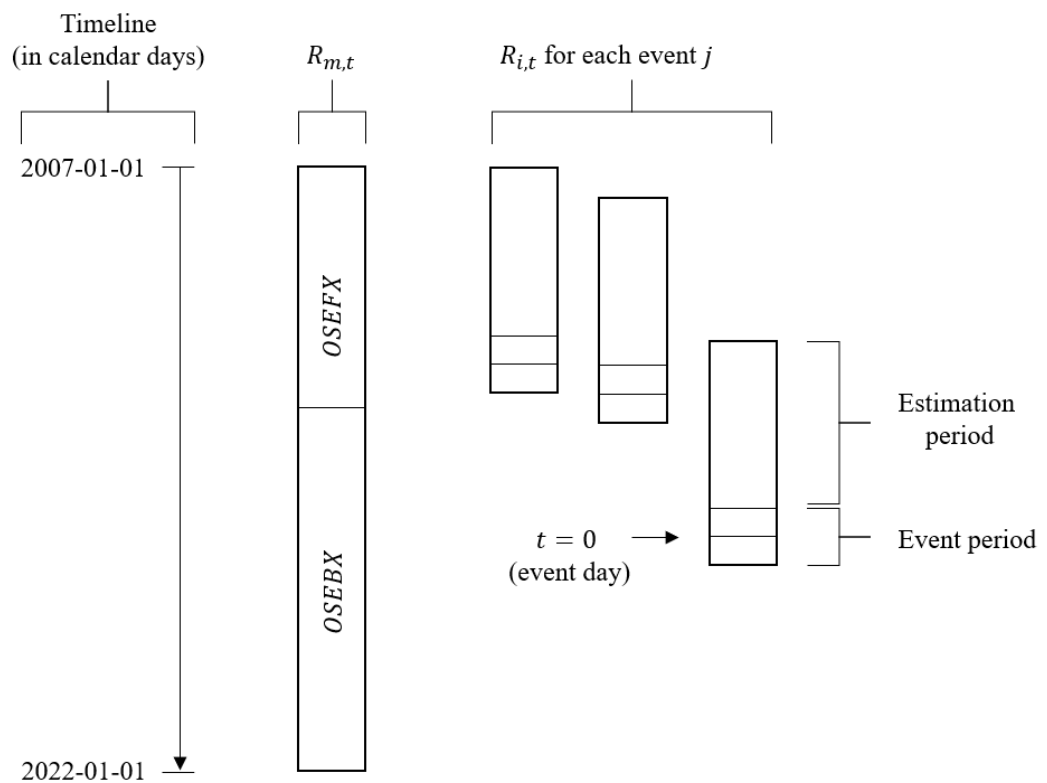 Timeline
(in calendar days)
R_{m,t}
R_{i,t} for each event j
2007-01-01
OSEFX
OSEBX
Estimation
period
t = 0
(event day)
Event period
2022-01-01